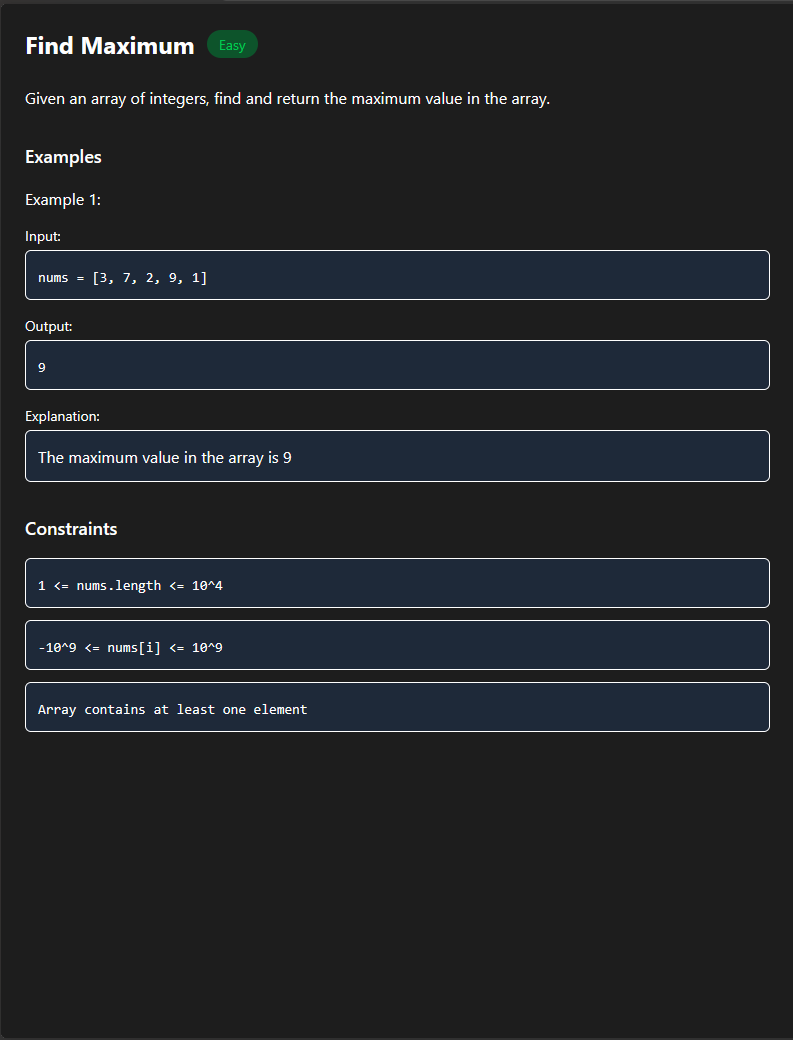 Find Maximum Easy
Given an array of integers, find and return the maximum value in the array.
Examples
Example 1:
Input:
nums = [3, 7, 2, 9, 1]
Output:
9
Explanation:
The maximum value in the array is 9
Constraints
1 <= nums.length <= 10^4
-10^9 <= nums[i] <= 10^9
Array contains at least one element